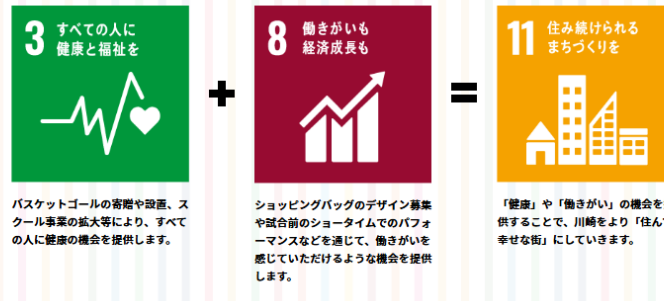 3 すべての人に
健康と福祉を
+
8 働きがいも
経済成長も
=
11 住み続けられる
まちづくりを
バスケットゴールの寄贈や設置、ス
クール事業の拡大等により、すべて
の人に健康の機会を提供します。
ショッピングバッグのデザイン募集
や試合前のショータイムでのパフォ
ーマンスなどを通じて、働きがいを
感じていただけるような機会を提供
します。
「健康」や「働きがい」の機会を
供することで、川崎をより「住ん
幸せな街」にしていきます。